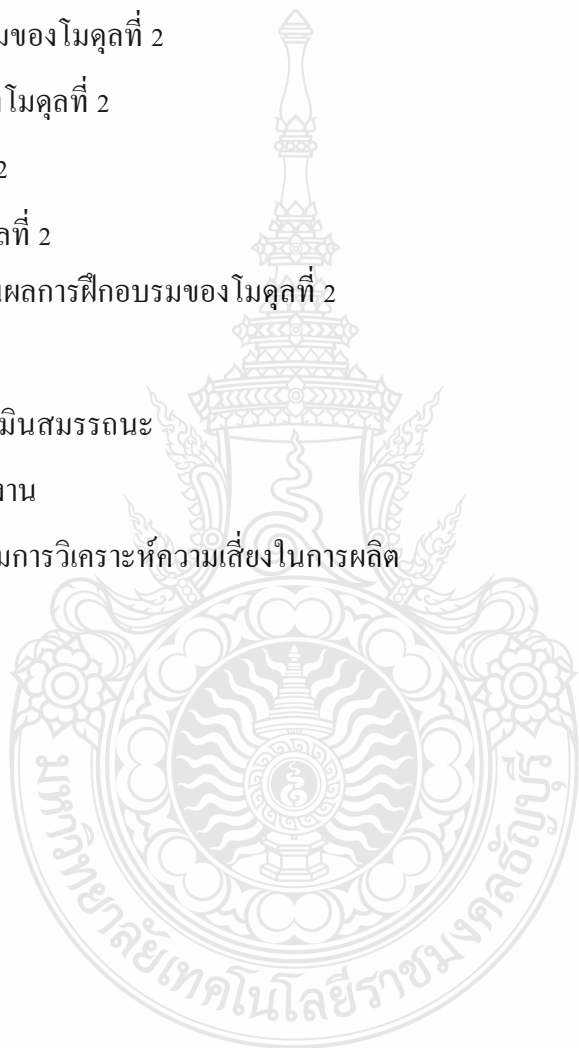 มของโมดุลที่ 2
โมดุลที่ 2
2
ลที่ 2
ผลการฝึกอบรมของโมดุลที่ 2
มินสมรรถนะ
งาน
มการวิเคราะห์ความเสี่ยงในการผลิต
มหาวิทยาลัยเทคโนโลยีราชมงคลธัญบุรี